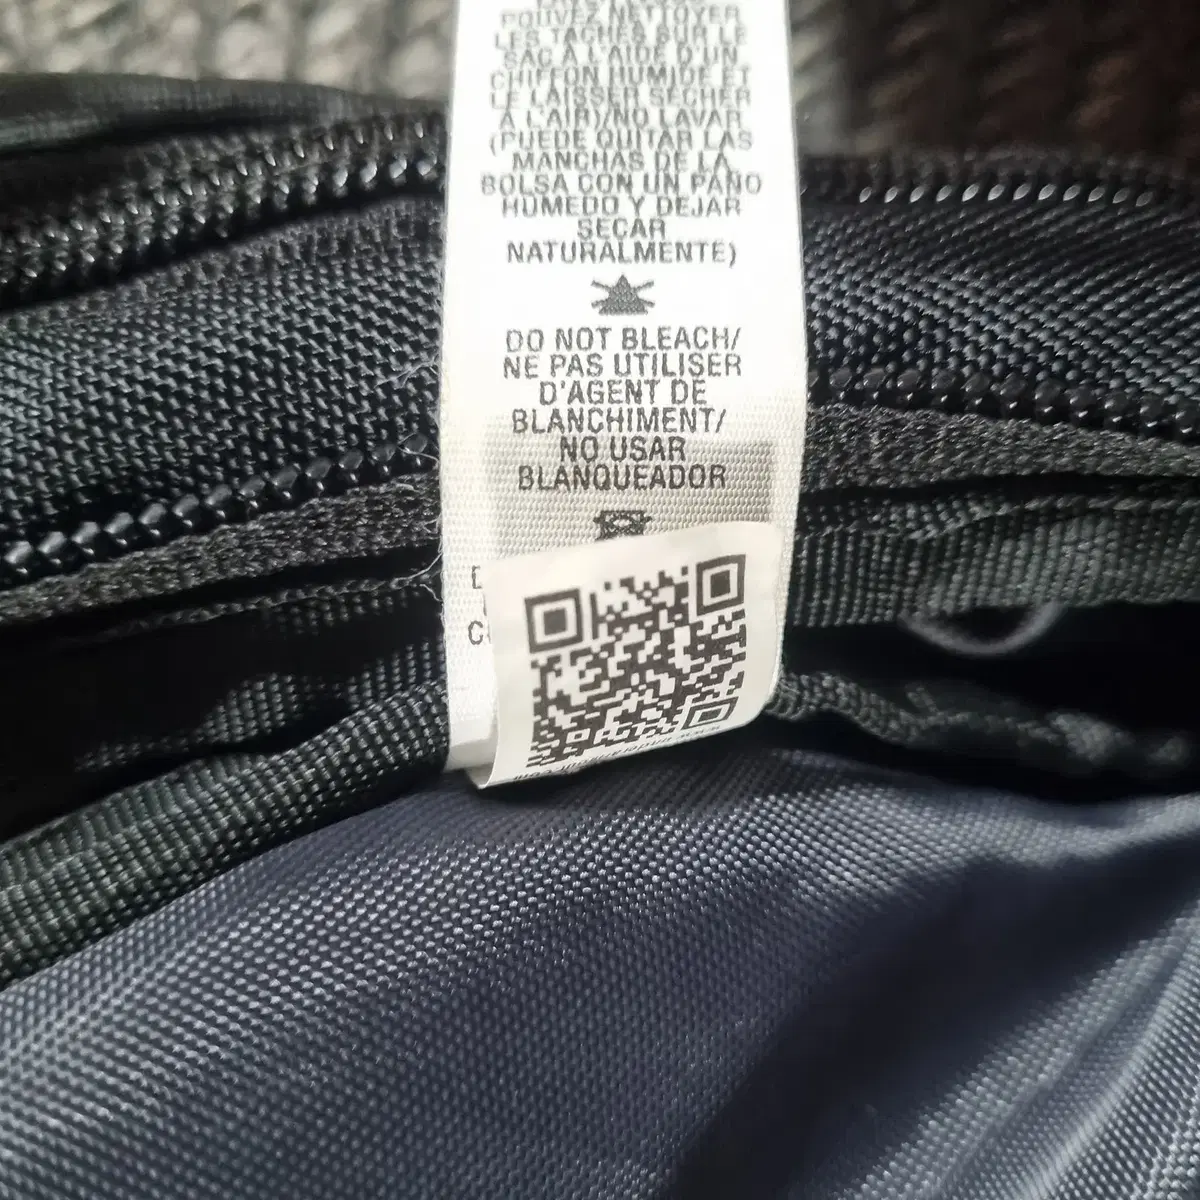 POUVEZ NETTOYER
LES TACHES SUR LE
SAC À L'AIDE D'UN
CHIFFON HUMIDE ET
LE LAISSER SÉCHER
À L'AIR)/NO LAVAR
(PUEDE QUITAR LAS
MANCHAS DE LA
BOLSA CON UN PAÑO
HÚMEDO Y DEJAR
SECAR
NATURALMENTE)
DO NOT BLEACH/
NE PAS UTILISER
D'AGENT DE
BLANCHIMENT/
NO USAR
BLANQUEADOR